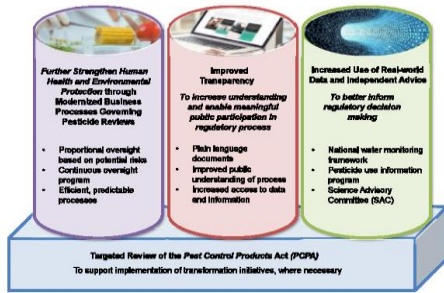 Further Strengthen Human
Health and Environmental
Protection through
Modernized Business
Processes Governing
Pesticide Reviews
• Proportional oversight
based on potential risks
• Continuous oversight
program
• Efficient, predictable
processes
Improved
Transparency
To increase understanding
and enable meaningful
public participation in
regulatory process
• Plain language
documents
• Improved public
understanding of process
• Increased access to data
and information
Increased Use of Real-world
Data and Independent Advice
To better inform
regulatory decision
making
• National water monitoring
framework
• Pesticide use information
program
• Science Advisory
Committee (SAC)
Targeted Review of the Pest Control Products Act (PCPA)
To support implementation of transformation initiatives, where necessary